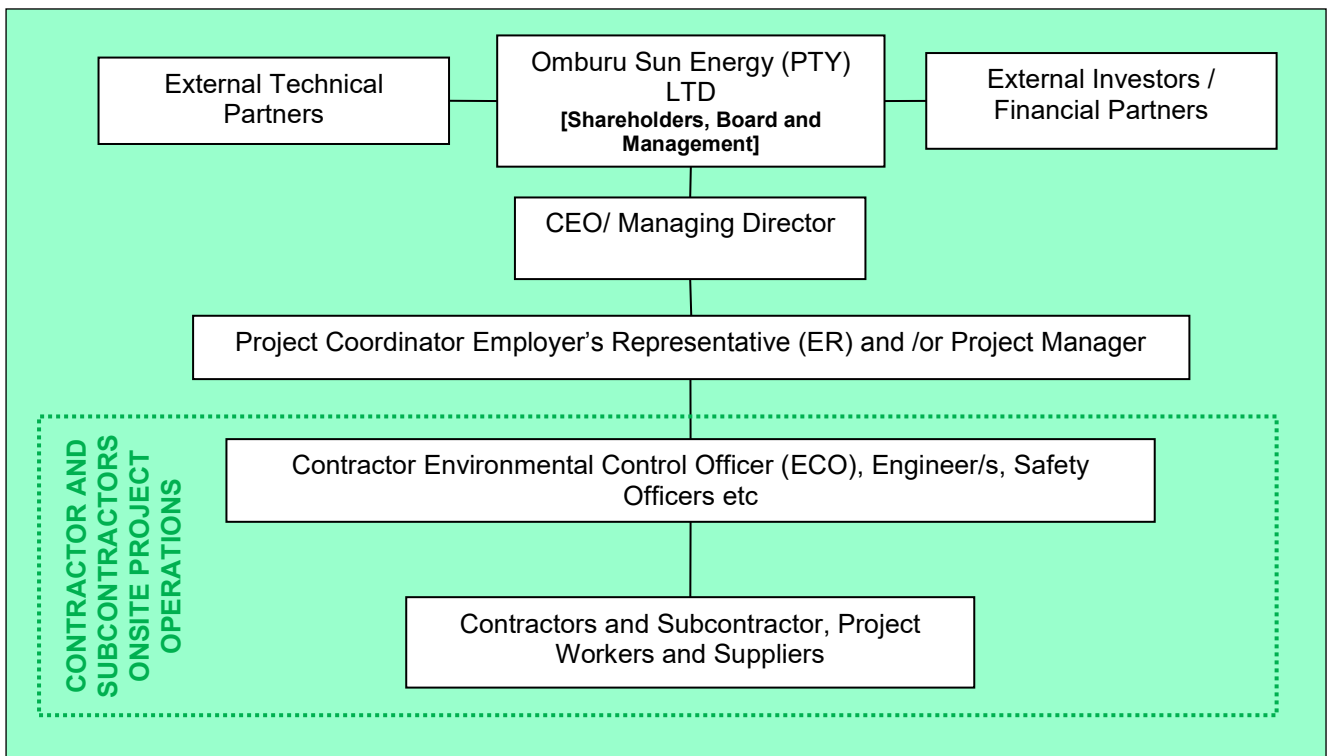 External Technical
Partners
Omburu Sun Energy (PTY)
LTD
[Shareholders, Board and
Management]
External Investors /
Financial Partners
CEO/ Managing Director
Project Coordinator Employer’s Representative (ER) and /or Project Manager
CONTRACTOR AND
SUBCONTRACTORS
ONSITE PROJECT
OPERATIONS
Contractor Environmental Control Officer (ECO), Engineer/s, Safety
Officers etc
Contractors and Subcontractor, Project
Workers and Suppliers